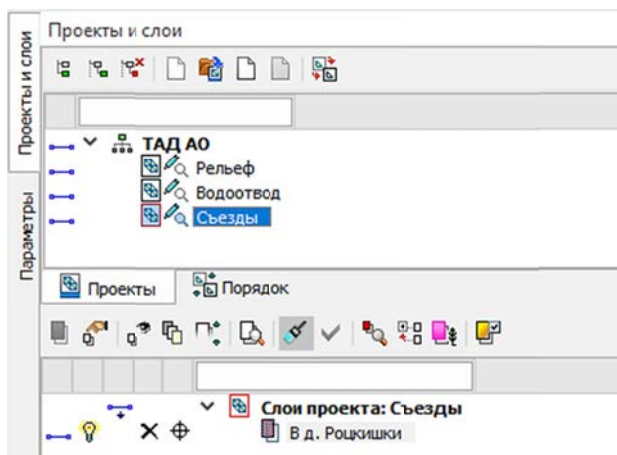 Проекты и слои
Проекты и слои
Параметры
ТАД АО
Рельеф
Водоотвод
Съезды
Проекты
Порядок
Слои проекта: Съезды
В д. Роцкишки